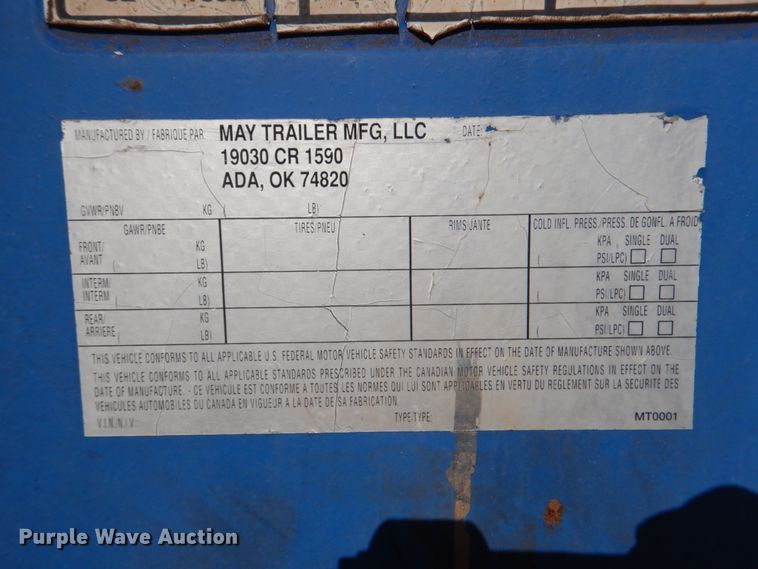 MANUFACTURED BY / FABRIQUE PAR: MAY TRAILER MFG, LLC DATE:
19030 CR 1590
ADA, OK 74820
GVWR/PNBV KG ( LB)
GAWR/PNBE TIRES/PNEU RIMS/JANTE COLD INFL. PRESS./PRESS. DE GONFL. A FROID
FRONT/ KG KPA SINGLE DUAL
AVANT ( LB) ( PSI/LPC)
INTERM/ KG KPA SINGLE DUAL
INTERM ( LB) ( PSI/LPC)
REAR/ KG KPA SINGLE DUAL
ARRIERE ( LB) ( PSI/LPC)
THIS VEHICLE CONFORMS TO ALL APPLICABLE U.S. FEDERAL MOTOR VEHICLE SAFETY STANDARDS IN EFFECT ON THE DATE OF MANUFACTURE SHOWN ABOVE.
THIS VEHICLE CONFORMS TO ALL APPLICABLE STANDARDS PRESCRIBED UNDER THE CANADIAN MOTOR VEHICLE SAFETY REGULATIONS IN EFFECT ON THE
DATE OF MANUFACTURE. - CE VEHICULE EST CONFORME A TOUTES LES NORMES QUI LUI SONT APPLICABLES EN VERTU DU REGLEMENT SUR LA SECURITE DES
VEHICULES AUTOMOBILES DU CANADA EN VIGUEUR A LA DATE DE SA FABRICATION.
V.I.N./N.I.V.: TYPE/TYPE: MT0001
Purple Wave Auction®